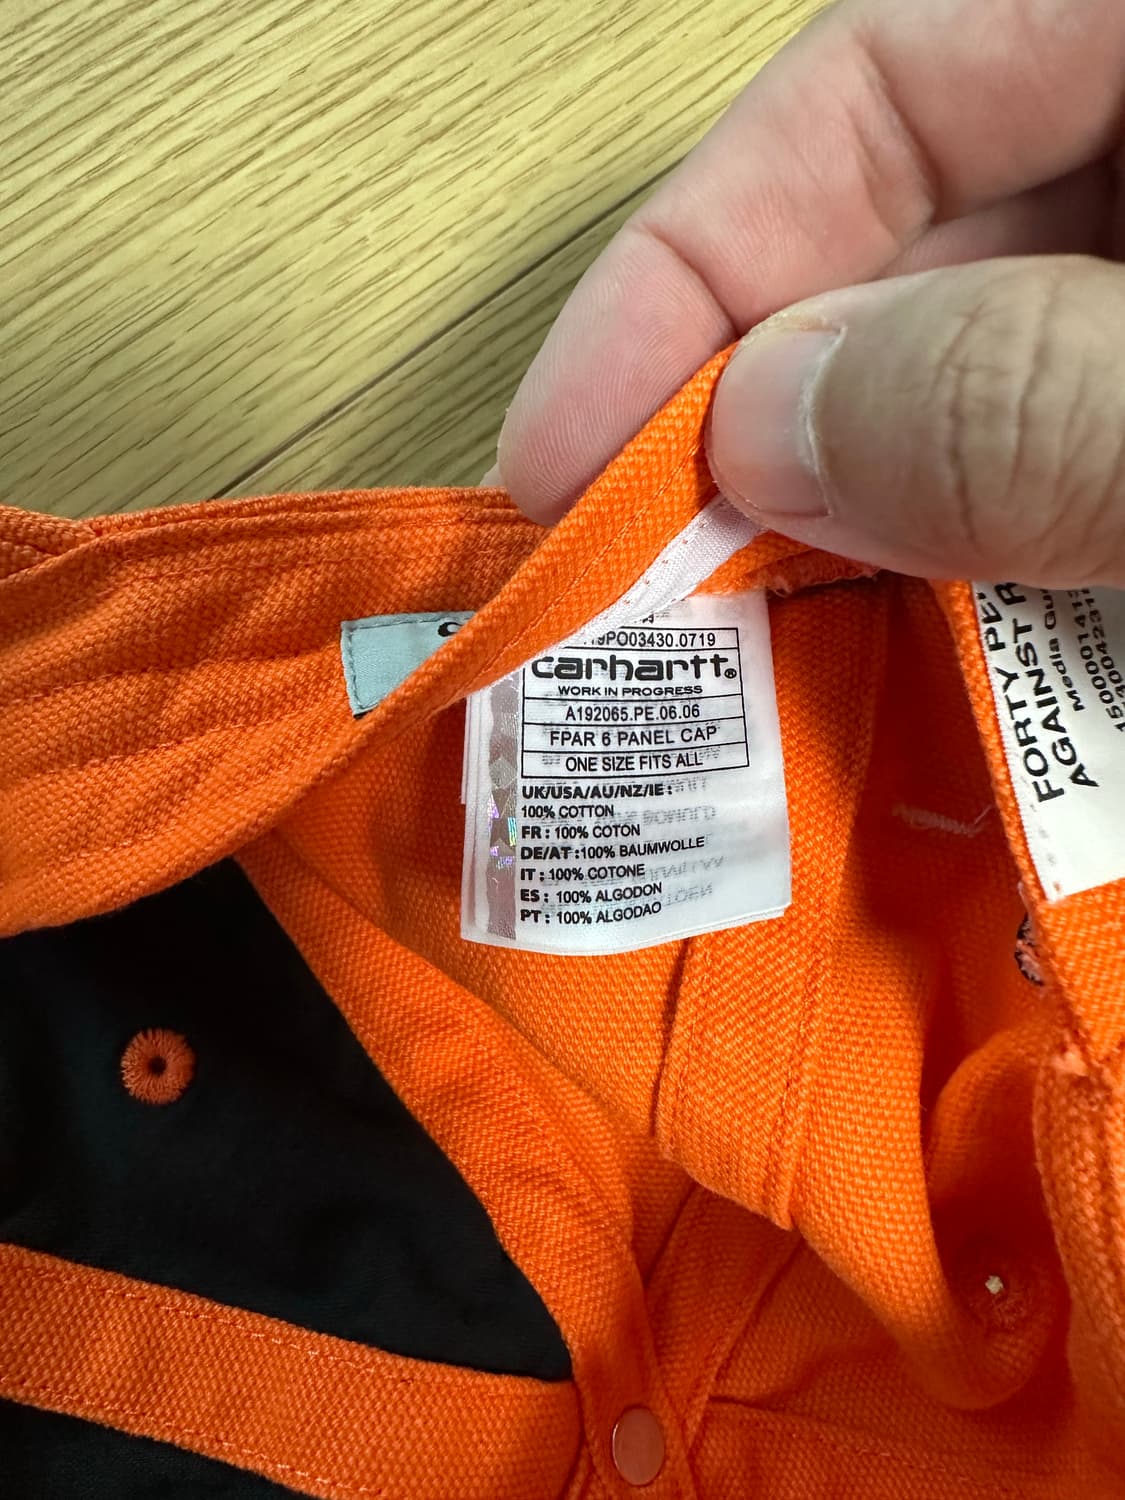 19PO03430.0719
carhartt®
WORK IN PROGRESS
A192065.PE.06.06
FPAR 6 PANEL CAP
ONE SIZE FITS ALL
UK/USA/AU/NZ/IE:
100% COTTON
FR: 100% COTON
DE/AT:100% BAUMWOLLE
IT: 100% COTONE
ES: 100% ALGODON
PT: 100% ALGODAO
FORTY PE
AGAINST R
Media Gu